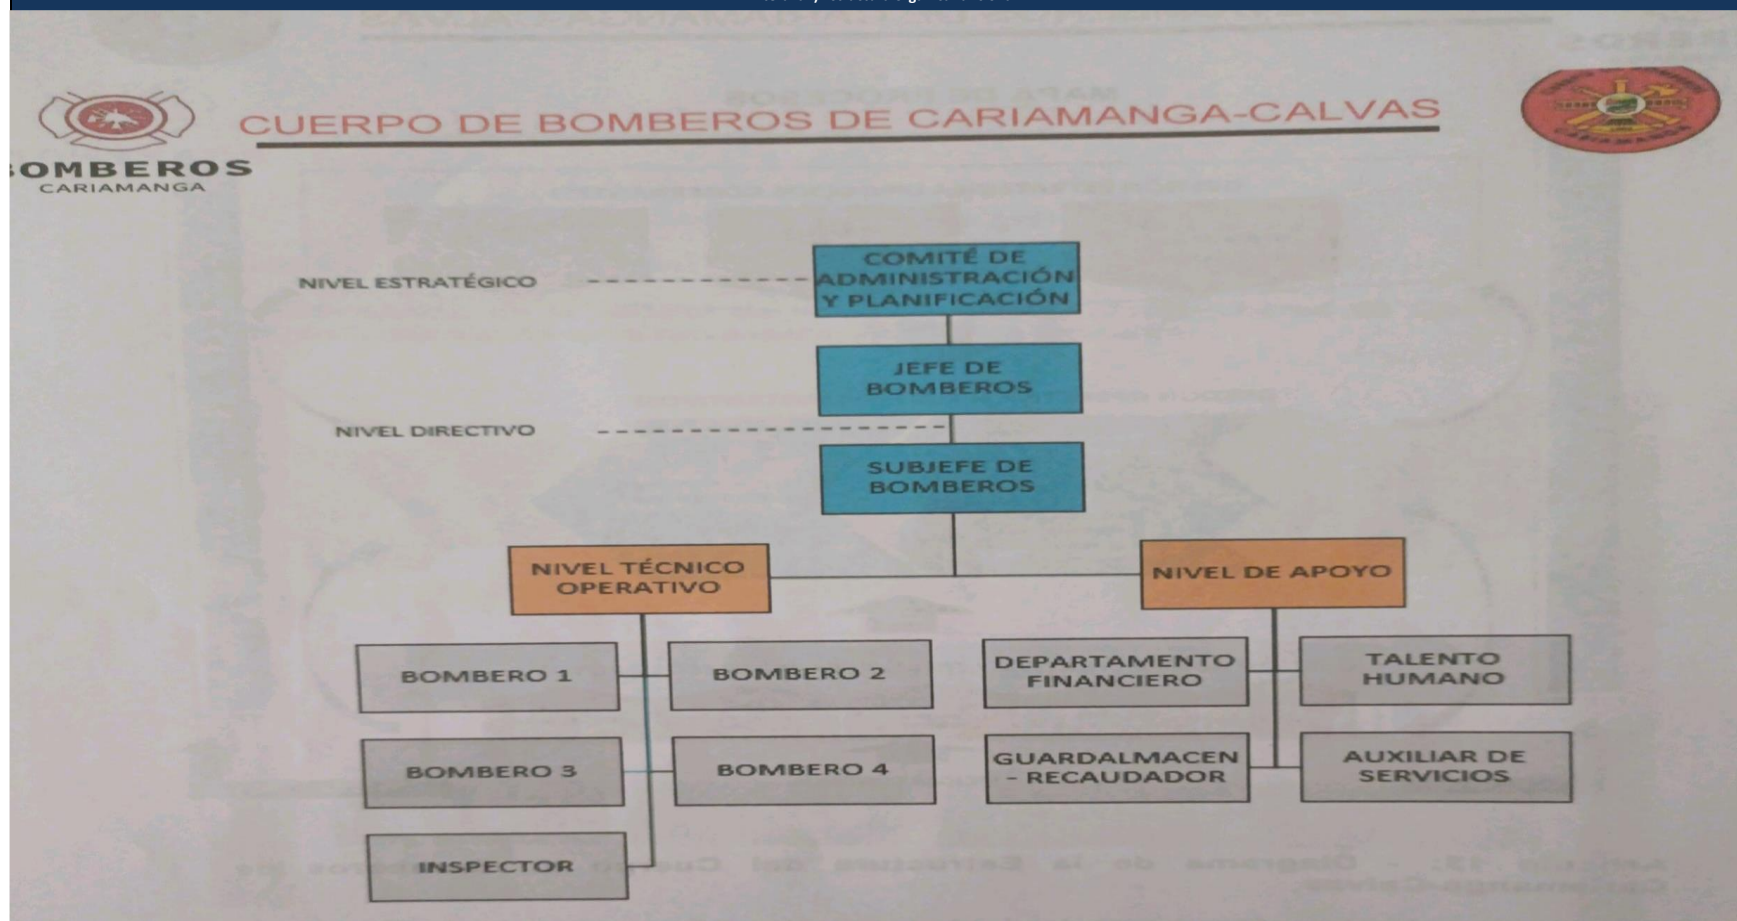 CUERPO DE BOMBEROS DE CARIAMANGA-CALVAS
OMBEROS
CARIAMANGA
CARIAMANGA
NIVEL ESTRATÉGICO
COMITÉ DE
ADMINISTRACIÓN
Y PLANIFICACIÓN
JEFE DE
BOMBEROS
NIVEL DIRECTIVO
SUBJEFE DE
BOMBEROS
NIVEL TÉCNICO
OPERATIVO
NIVEL DE APOYO
BOMBERO 1
BOMBERO 2
DEPARTAMENTO
FINANCIERO
TALENTO
HUMANO
BOMBERO 3
BOMBERO 4
GUARDALMACEN
- RECAUDADOR
AUXILIAR DE
SERVICIOS
INSPECTOR